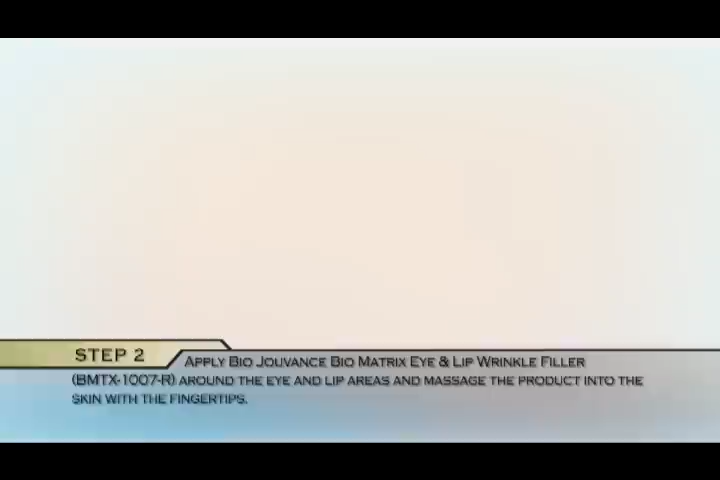 STEP 2
APPLY BIO JOUVANCE BIO MATRIX EYE & LIP WRINKLE FILLER
(BMTX-1007-R) AROUND THE EYE AND LIP AREAS AND MASSAGE THE PRODUCT INTO THE
SKIN WITH THE FINGERTIPS.